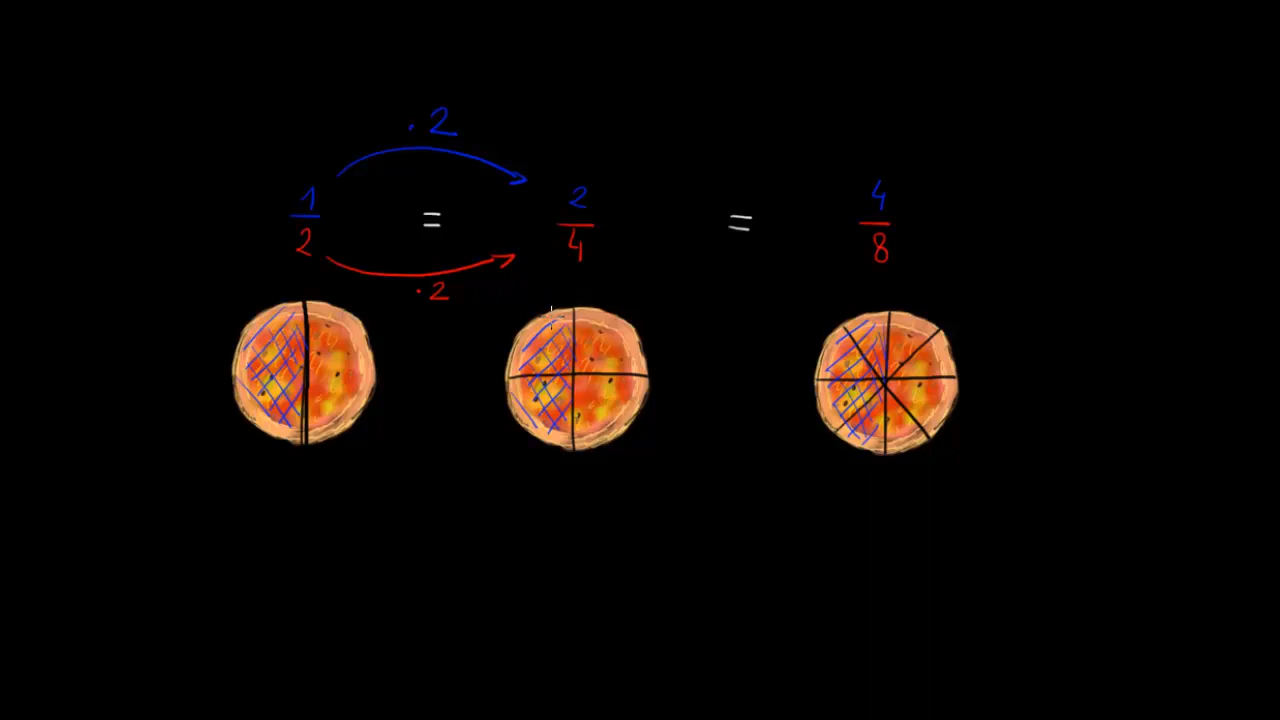 · 2
1/2 = 2/4 = 4/8
· 2